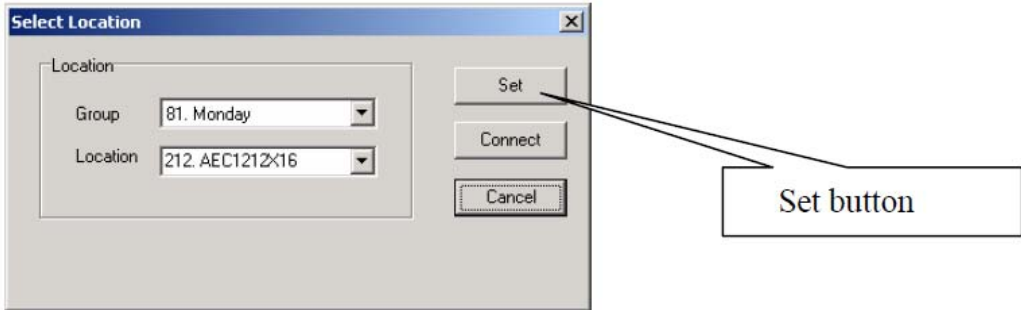 Select Location
Location
Group
81. Monday
Location
212. AEC1212X16
Set
Connect
Cancel
Set button